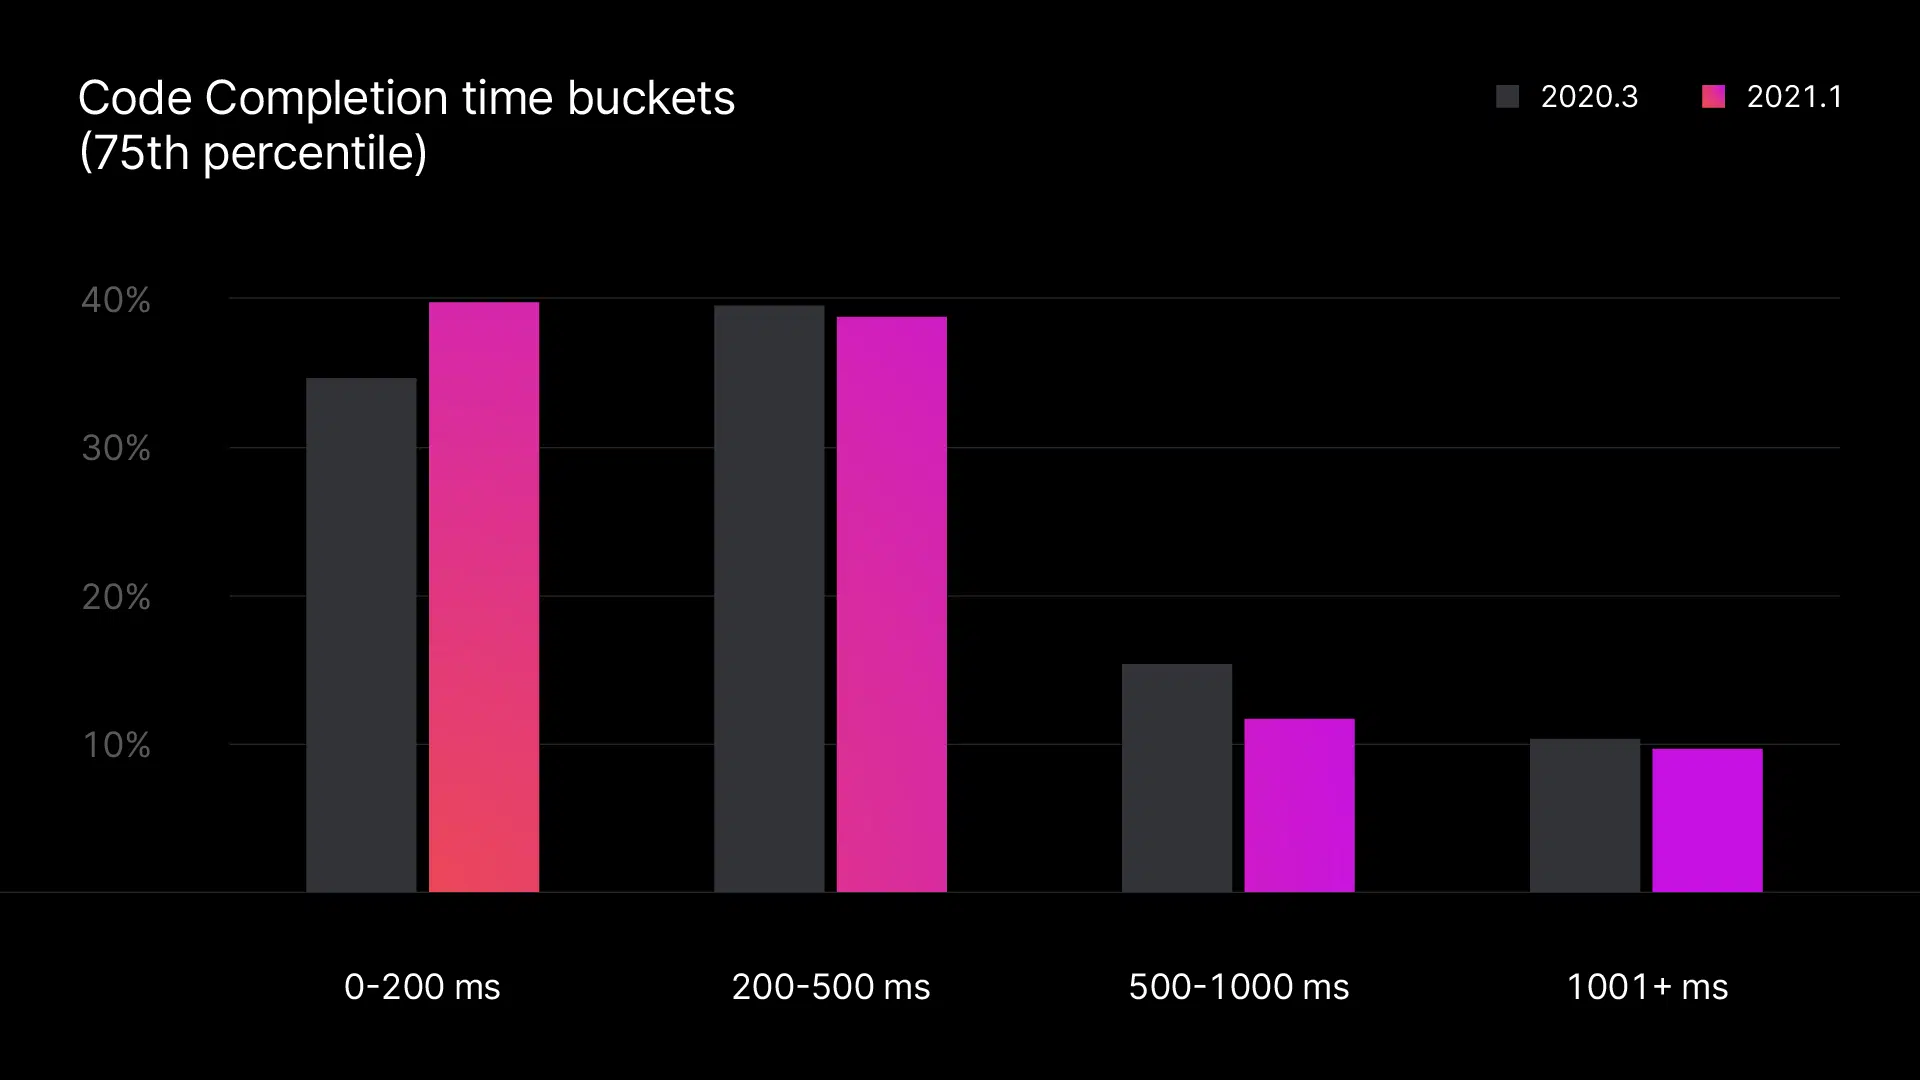 Code Completion time buckets
(75th percentile)
2020.3
2021.1
40%
30%
20%
10%
0-200 ms
200-500 ms
500-1000 ms
1001+ ms